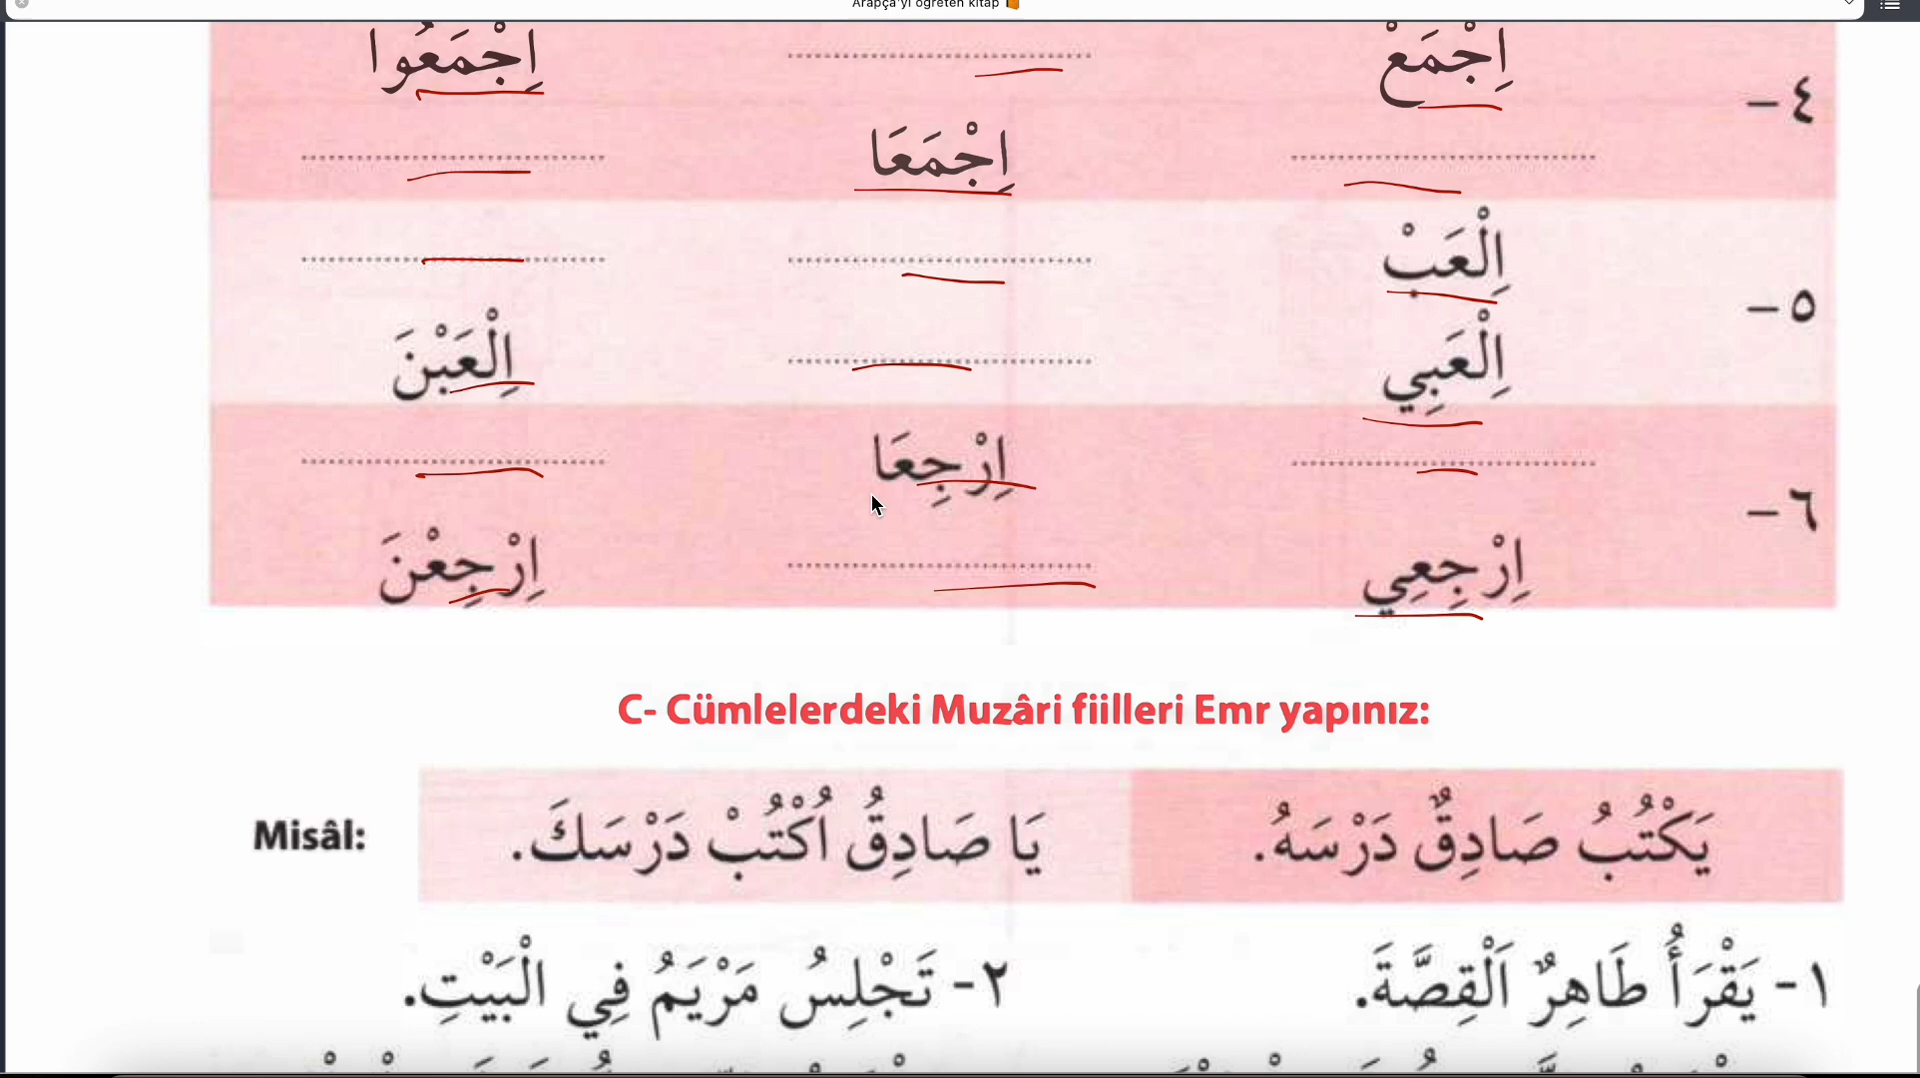 Arapça'yı öğreten kitap
٤ – اِجْمَعْ .......... اِجْمَعُوا
.......... اِجْمَعَا ..........
٥ – اِلْعَبْ .......... ..........
اِلْعَبِي .......... اِلْعَبْنَ
٦ – .......... اِرْجِعَا ..........
اِرْجِعِي .......... اِرْجِعْنَ
C- Cümlelerdeki Muzâri fiilleri Emr yapınız:
Misâl: يَكْتُبُ صَادِقٌ دَرْسَهُ. يَا صَادِقُ اُكْتُبْ دَرْسَكَ.
١ - يَقْرَأُ طَاهِرٌ اَلْقِصَّةَ. ٢ - تَجْلِسُ مَرْيَمُ فِي الْبَيْتِ.